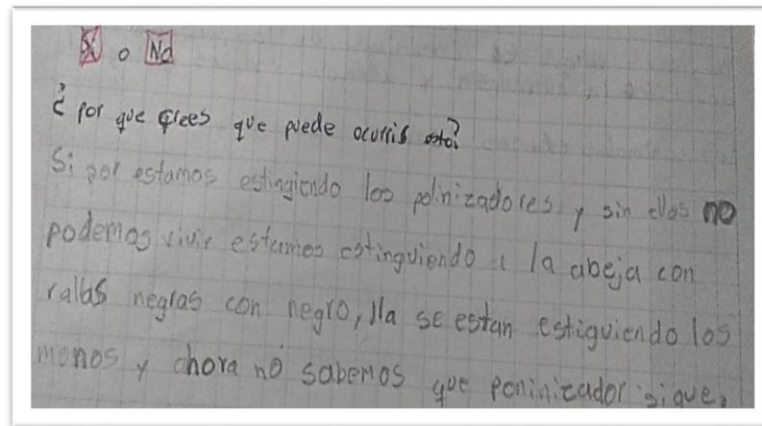 Si o No
¿por que crees que puede ocurris esto?
Si por estamos estingiendo los polinizadores y sin ellos no
podemos vivir estamos estinguiendo a la abeja con
rallas negras con negro, lla se estan estiguiendo los
monos y ahora no sabemos que poninizador sigue,